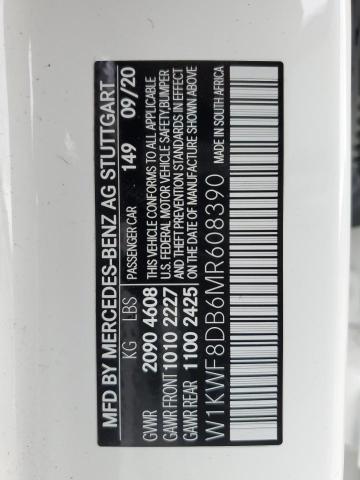 MFD BY MERCEDES-BENZ AG STUTTGART
PASSENGER CAR 149 09/20
KG LBS
GVWR 2090 4608
GAWR FRONT 1010 2227
GAWR REAR 1100 2425
THIS VEHICLE CONFORMS TO ALL APPLICABLE
U.S. FEDERAL MOTOR VEHICLE SAFETY,BUMPER
AND THEFT PREVENTION STANDARDS IN EFFECT
ON THE DATE OF MANUFACTURE SHOWN ABOVE
MADE IN SOUTH AFRICA
W1KWF8DB6MR608390